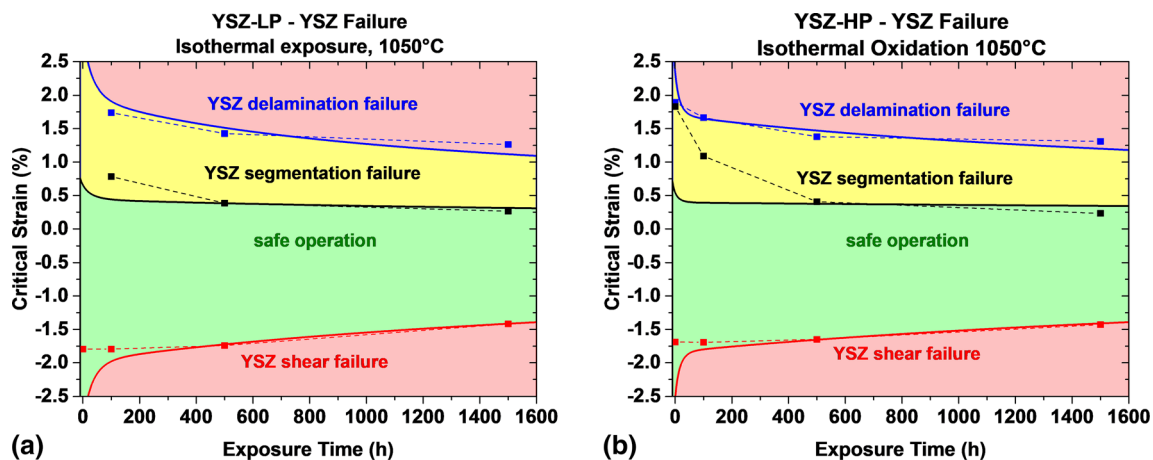 YSZ-LP - YSZ Failure
Isothermal exposure, 1050°C
2.5
2.0
1.5
1.0
0.5
0.0
-0.5
-1.0
-1.5
-2.0
-2.5
Critical Strain (%)
YSZ delamination failure
YSZ segmentation failure
safe operation
YSZ shear failure
0 200 400 600 800 1000 1200 1400 1600
Exposure Time (h)
(a)
YSZ-HP - YSZ Failure
Isothermal Oxidation 1050°C
2.5
2.0
1.5
1.0
0.5
0.0
-0.5
-1.0
-1.5
-2.0
-2.5
Critical Strain (%)
YSZ delamination failure
YSZ segmentation failure
safe operation
YSZ shear failure
0 200 400 600 800 1000 1200 1400 1600
Exposure Time (h)
(b)